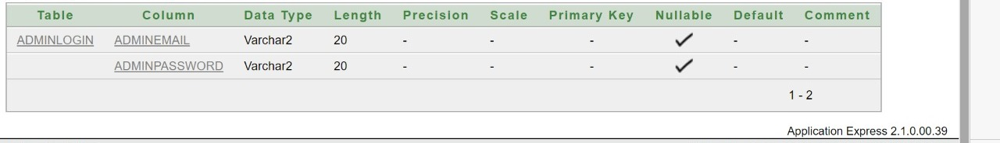 Table Column Data Type Length Precision Scale Primary Key Nullable Default Comment
ADMINLOGIN ADMINEMAIL Varchar2 20 - - - - -
ADMINPASSWORD Varchar2 20 - - - - -
1 - 2
Application Express 2.1.0.00.39